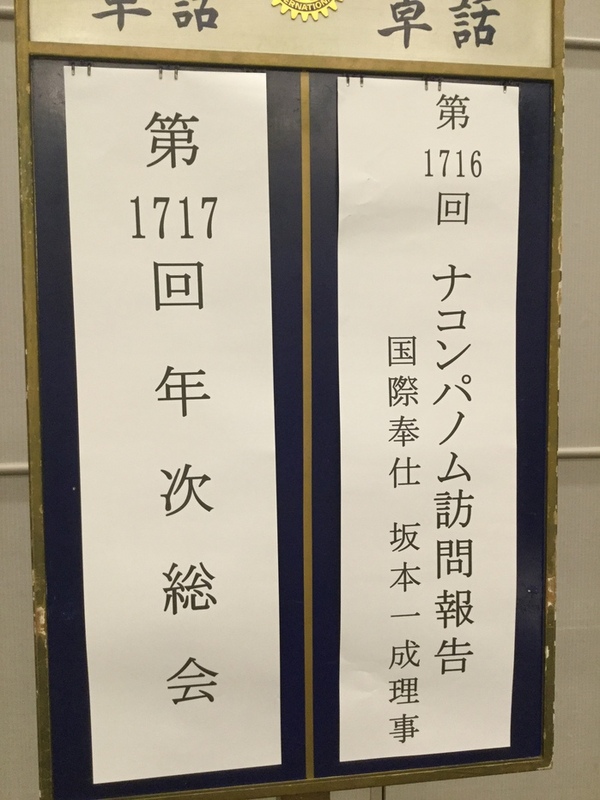 卓話
ERNATION
卓話
第1716回 ナコンパノム訪問報告
国際奉仕 坂本一成理事
第1717回 年次総会